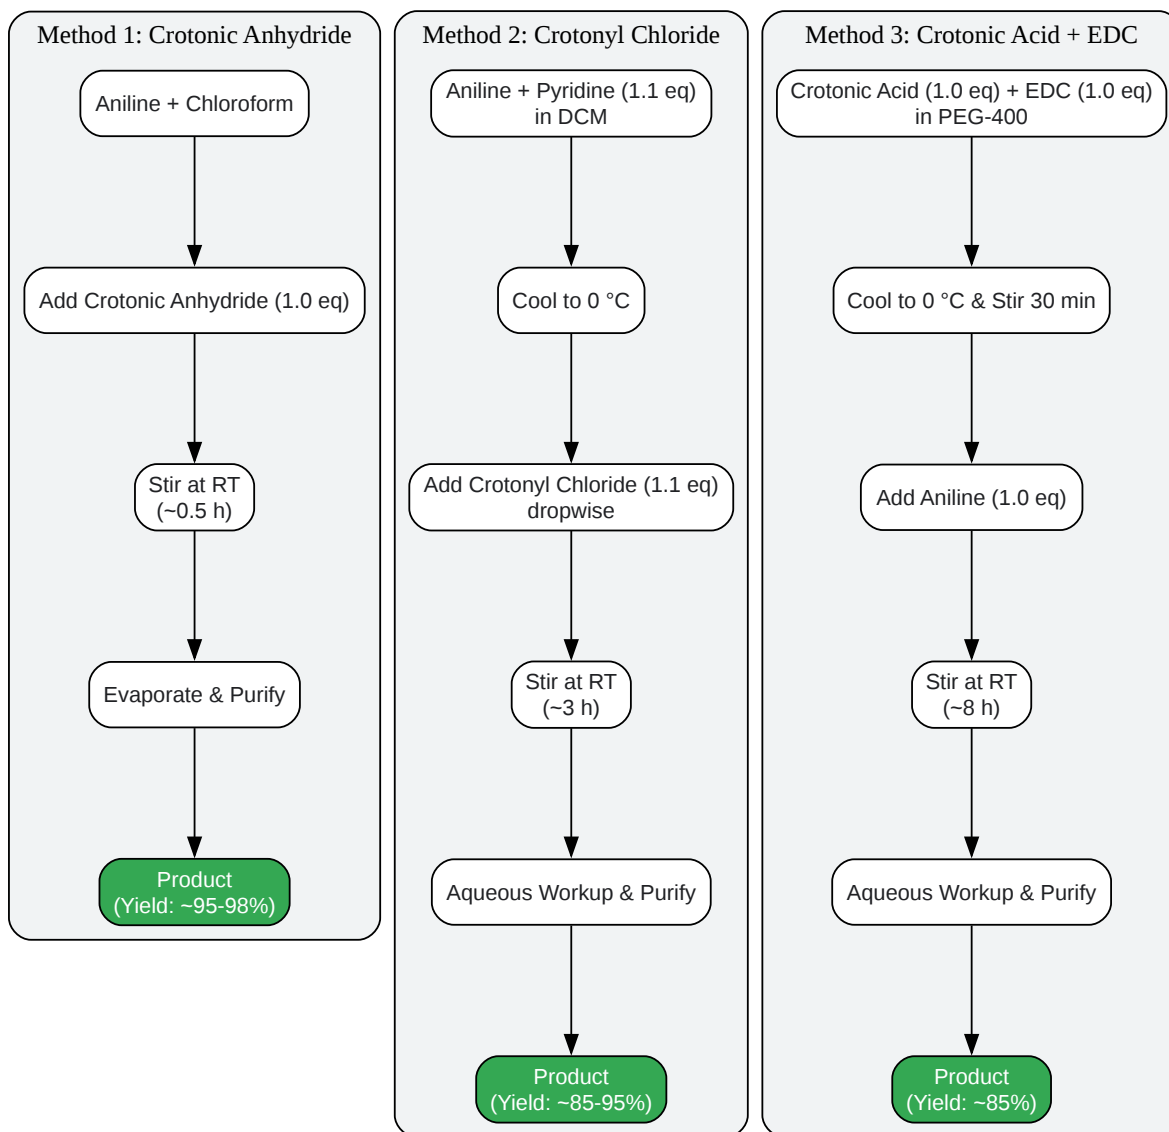 Method 1: Crotonic Anhydride
Aniline + Chloroform
Add Crotonic Anhydride (1.0 eq)
Stir at RT
(~0.5 h)
Evaporate & Purify
Product
(Yield: ~95-98%)
Method 2: Crotonyl Chloride
Aniline + Pyridine (1.1 eq)
in DCM
Cool to 0 °C
Add Crotonyl Chloride (1.1 eq)
dropwise
Stir at RT
(~3 h)
Aqueous Workup & Purify
Product
(Yield: ~85-95%)
Method 3: Crotonic Acid + EDC
Crotonic Acid (1.0 eq) + EDC (1.0 eq)
in PEG-400
Cool to 0 °C & Stir 30 min
Add Aniline (1.0 eq)
Stir at RT
(~8 h)
Aqueous Workup & Purify
Product
(Yield: ~85%)